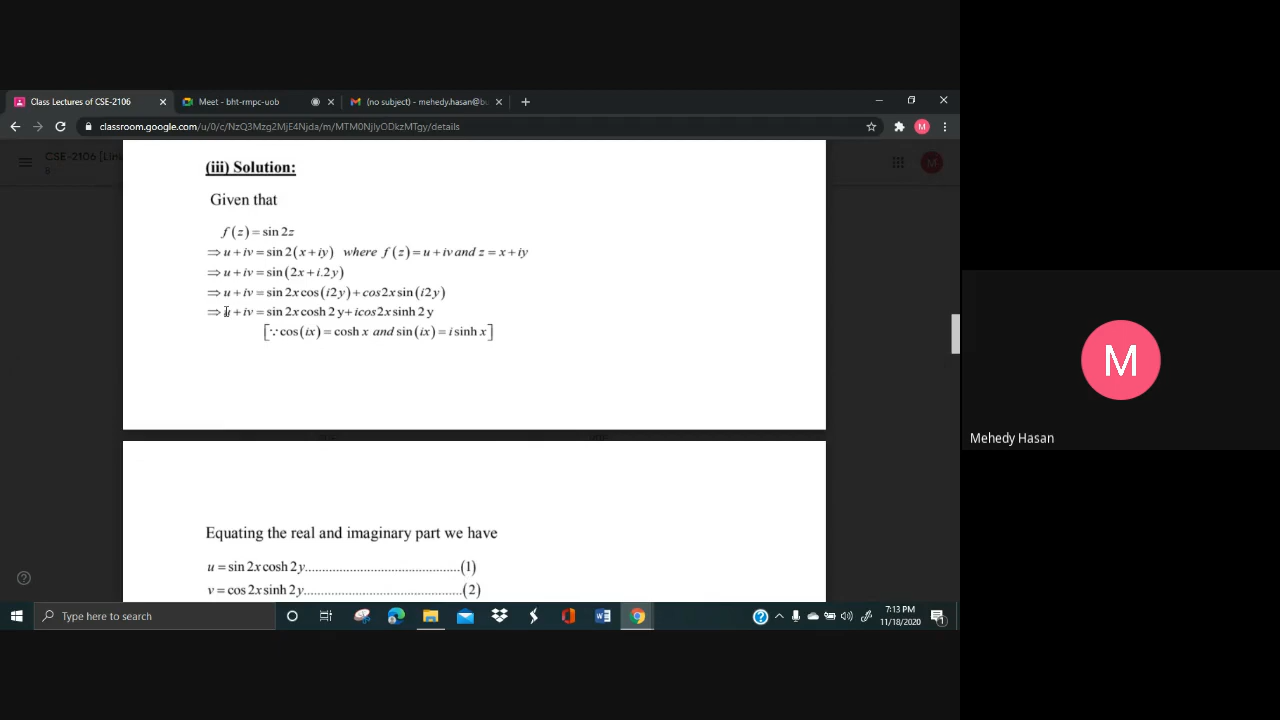 Class Lectures of CSE-2106
Meet - bht-rmpc-uob
(no subject) - mehedy.hasan@bu
classroom.google.com/u/0/c/NzQ3Mzg2MjE4Njda/m/MTM0NjIyODkzMTgy/details
CSE-2106
M
(iii) Solution:
Given that
f(z) = sin 2z
⇒ u + iv = sin 2(x + iy) where f(z) = u + iv and z = x + iy
⇒ u + iv = sin(2x + i.2y)
⇒ u + iv = sin 2x cos(i2y) + cos2x sin(i2y)
⇒ u + iv = sin 2x cosh 2y + icos2x sinh 2y
[∵ cos(ix) = cosh x and sin(ix) = i sinh x]
Equating the real and imaginary part we have
u = sin 2x cosh 2y............................................(1)
v = cos 2x sinh 2y..............................................(2)
M
Mehedy Hasan
Type here to search
7:13 PM
11/18/2020